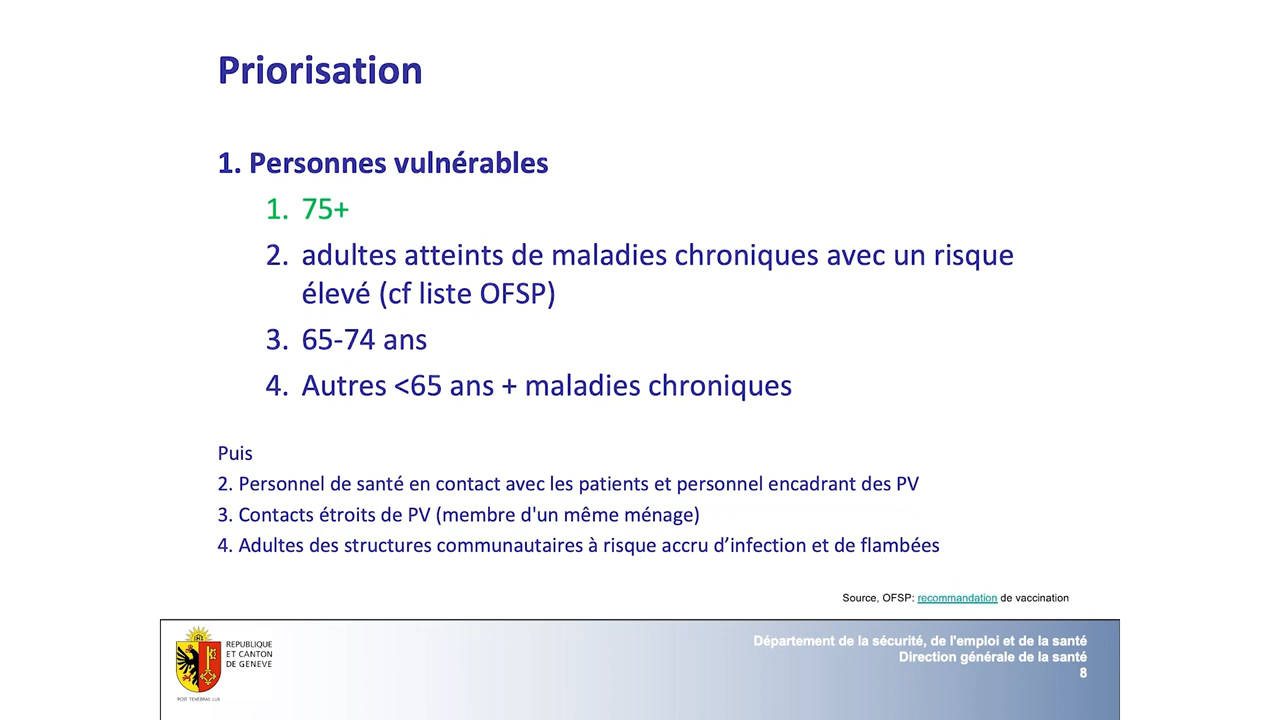 Priorisation
1. Personnes vulnérables
1. 75+
2. adultes atteints de maladies chroniques avec un risque
élevé (cf liste OFSP)
3. 65-74 ans
4. Autres <65 ans + maladies chroniques
Puis
2. Personnel de santé en contact avec les patients et personnel encadrant des PV
3. Contacts étroits de PV (membre d'un même ménage)
4. Adultes des structures communautaires à risque accru d’infection et de flambées
Source, OFSP: recommandation de vaccination
REPUBLIQUE
ET CANTON
DE GENEVE
POST TENEBRAS LUX
Département de la sécurité, de l'emploi et de la santé
Direction générale de la santé
8